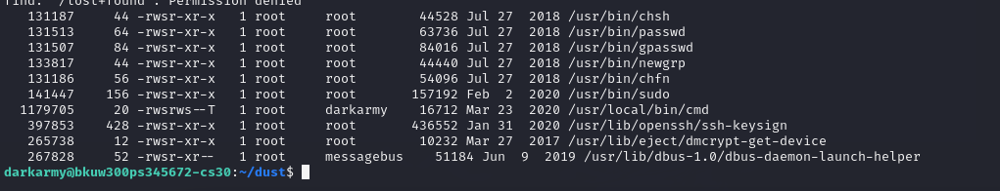 find: '/lost+found': Permission denied
131187 44 -rwsr-xr-x 1 root root 44528 Jul 27 2018 /usr/bin/chsh
131513 64 -rwsr-xr-x 1 root root 63736 Jul 27 2018 /usr/bin/passwd
131507 84 -rwsr-xr-x 1 root root 84016 Jul 27 2018 /usr/bin/gpasswd
133817 44 -rwsr-xr-x 1 root root 44440 Jul 27 2018 /usr/bin/newgrp
131186 56 -rwsr-xr-x 1 root root 54096 Jul 27 2018 /usr/bin/chfn
141447 156 -rwsr-xr-x 1 root root 157192 Feb 2 2020 /usr/bin/sudo
1179705 20 -rwsrws--T 1 root darkarmy 16712 Mar 23 2020 /usr/local/bin/cmd
397853 428 -rwsr-xr-x 1 root root 436552 Jan 31 2020 /usr/lib/openssh/ssh-keysign
265738 12 -rwsr-xr-x 1 root root 10232 Mar 27 2017 /usr/lib/eject/dmcrypt-get-device
267828 52 -rwsr-xr-- 1 root messagebus 51184 Jun 9 2019 /usr/lib/dbus-1.0/dbus-daemon-launch-helper
darkarmy@bkuw300ps345672-cs30:~/dust$